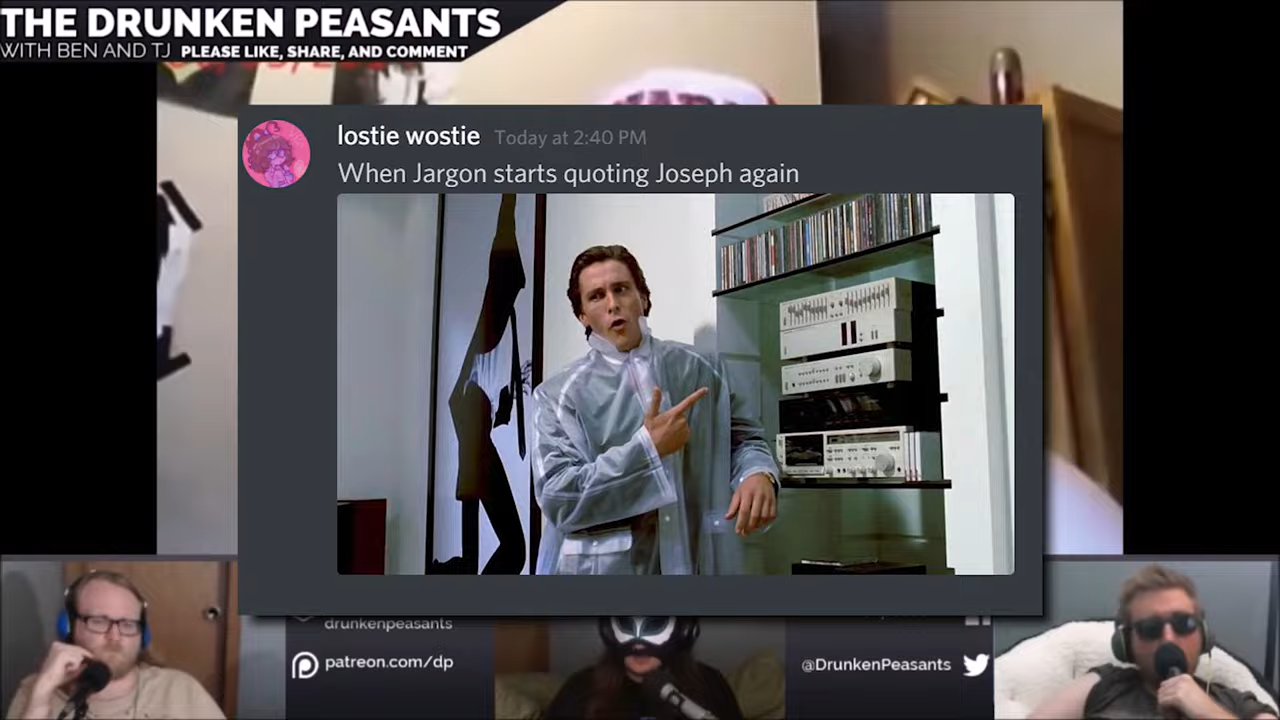 THE DRUNKEN PEASANTS
WITH BEN AND TJ PLEASE LIKE, SHARE, AND COMMENT
lostie wostie Today at 2:40 PM
When Jargon starts quoting Joseph again
drunkenpeasants
patreon.com/dp
@DrunkenPeasants